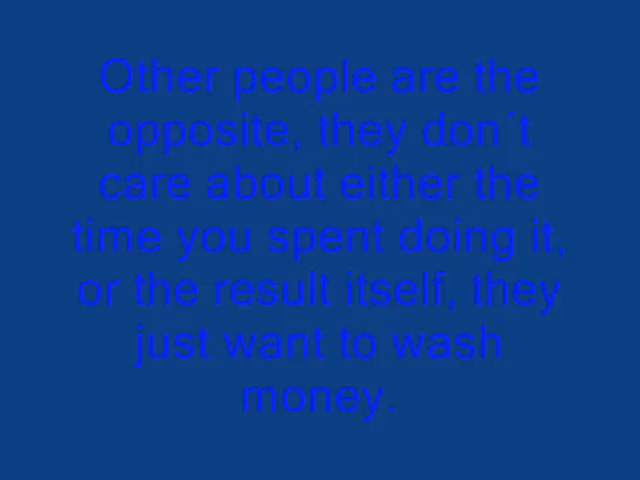 Other people are the
opposite, they don´t
care about either the
time you spent doing it,
or the result itself, they
just want to wash
money.